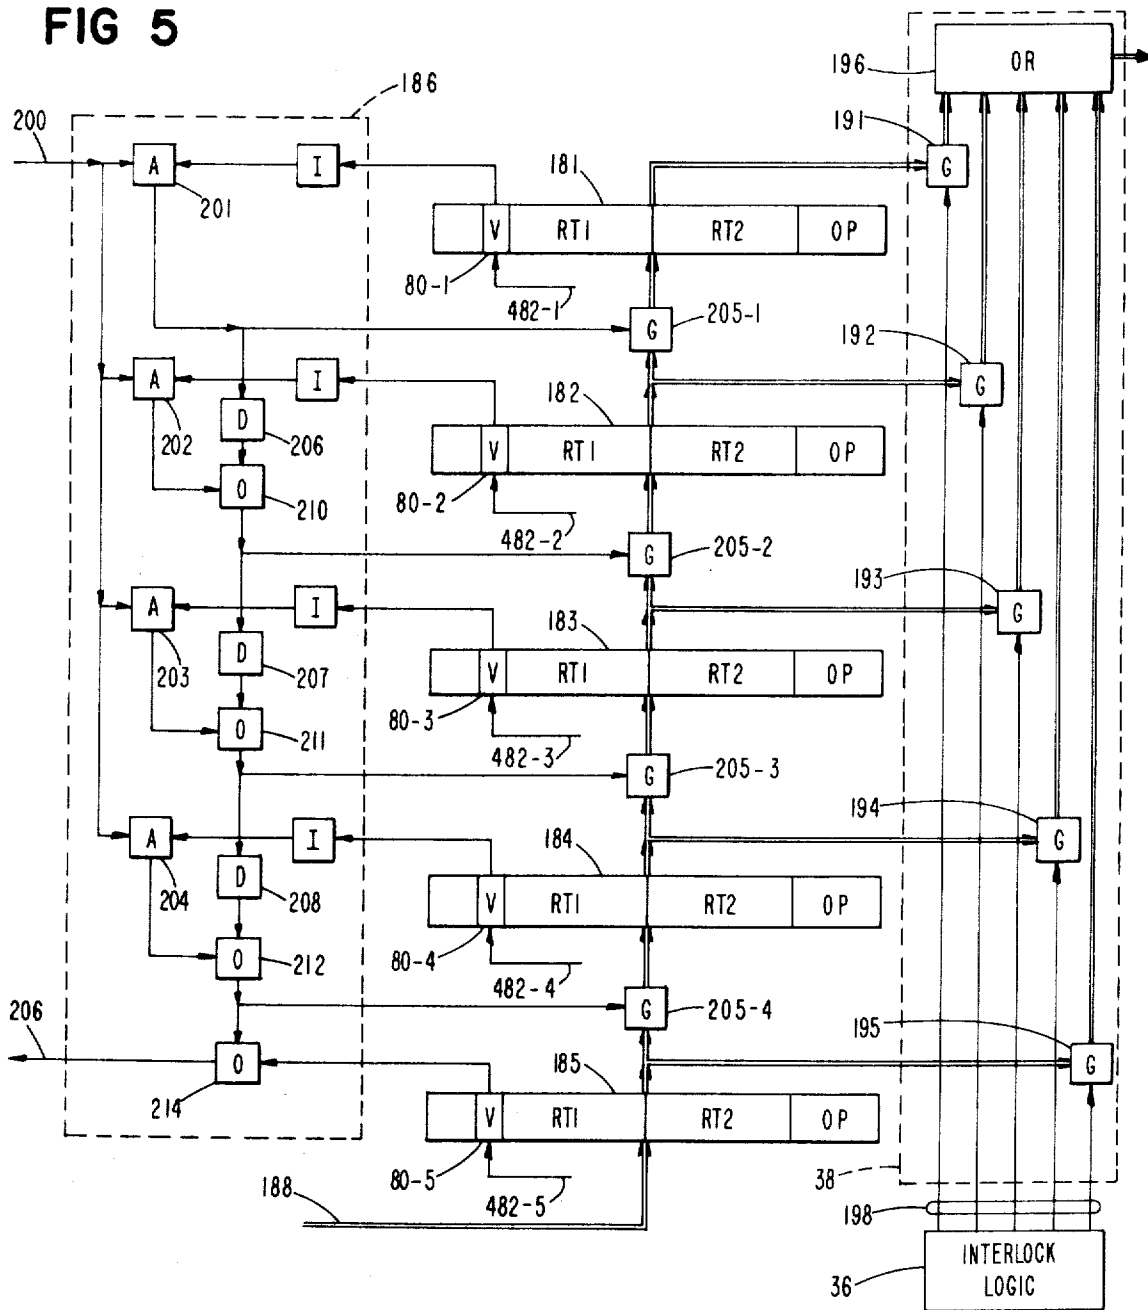 FIG 5
186
196
OR
200
191
A
I
181
G
201
V
RT1
RT2
OP
80-1
482-1
G
205-1
192
A
I
182
G
202
D
206
V
RT1
RT2
OP
O
210
80-2
482-2
G
205-2
193
A
I
183
G
203
D
207
V
RT1
RT2
OP
O
211
80-3
482-3
G
205-3
194
A
I
184
G
204
D
208
V
RT1
RT2
OP
O
212
80-4
482-4
G
205-4
195
206
O
185
G
214
V
RT1
RT2
OP
80-5
482-5
38
188
198
36
INTERLOCK
LOGIC